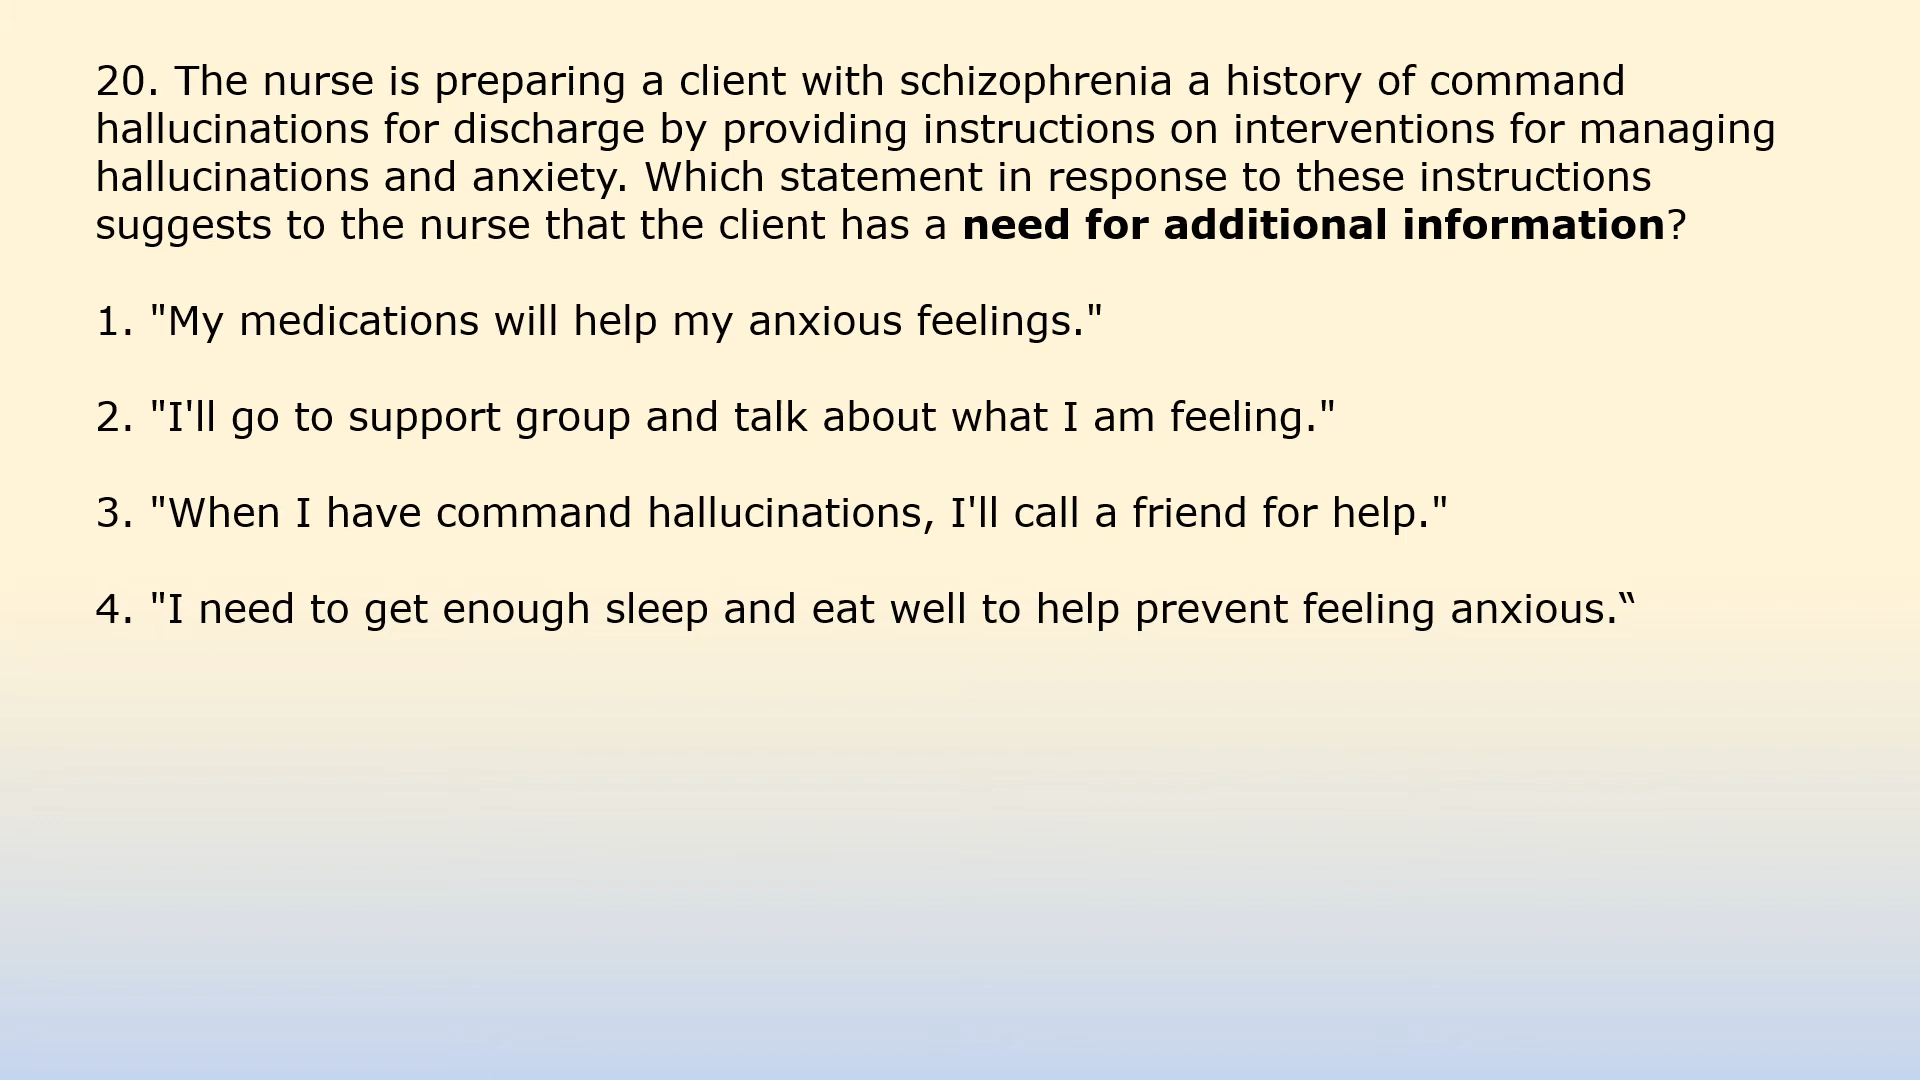 20. The nurse is preparing a client with schizophrenia a history of command
hallucinations for discharge by providing instructions on interventions for managing
hallucinations and anxiety. Which statement in response to these instructions
suggests to the nurse that the client has a need for additional information?
1. "My medications will help my anxious feelings."
2. "I'll go to support group and talk about what I am feeling."
3. "When I have command hallucinations, I'll call a friend for help."
4. "I need to get enough sleep and eat well to help prevent feeling anxious.“